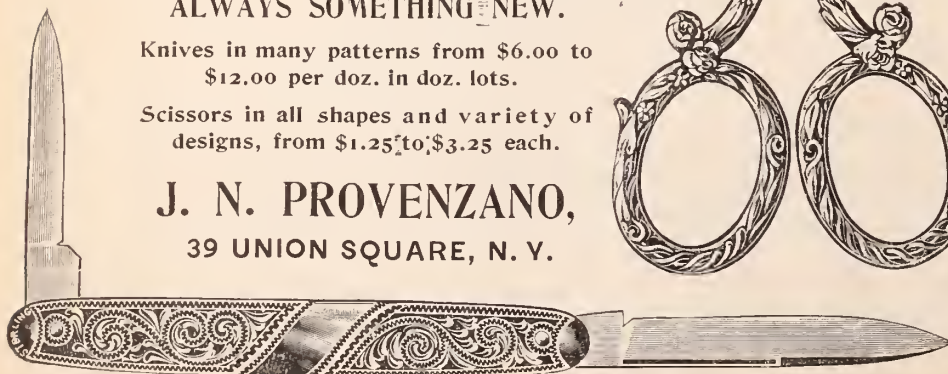 ALWAYS SOMETHING NEW.
Knives in many patterns from $6.00 to
$12.00 per doz. in doz. lots.
Scissors in all shapes and variety of
designs, from $1.25 to $3.25 each.
J. N. PROVENZANO,
39 UNION SQUARE, N. Y.
STERLING